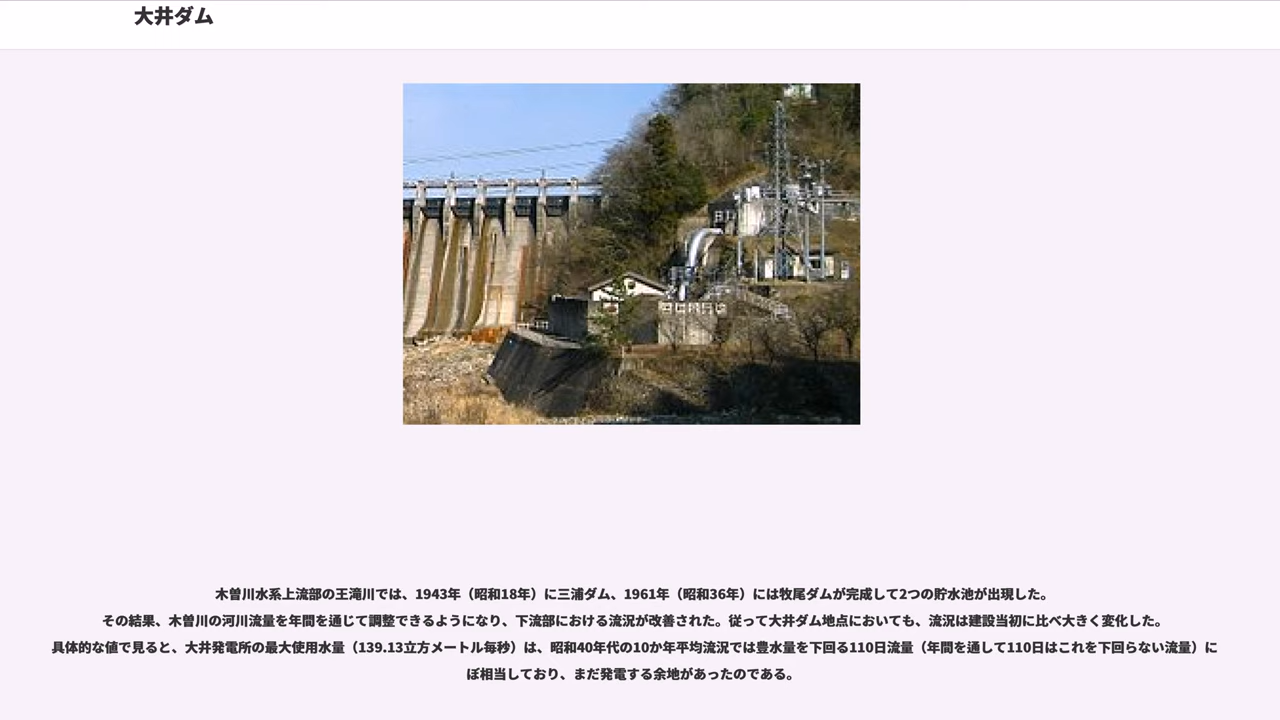 大井ダム
木曽川水系上流部の王滝川では、1943年（昭和18年）に三浦ダム、1961年（昭和36年）には牧尾ダムが完成して2つの貯水池が出現した。
その結果、木曽川の河川流量を年間を通じて調整できるようになり、下流部における流況が改善された。従って大井ダム地点においても、流況は建設当初に比べ大きく変化した。
具体的な値で見ると、大井発電所の最大使用水量（139.13立方メートル毎秒）は、昭和40年代の10か年平均流況では豊水量を下回る110日流量（年間を通して110日はこれを下回らない流量）に
ぼ相当しており、まだ発電する余地があったのである。